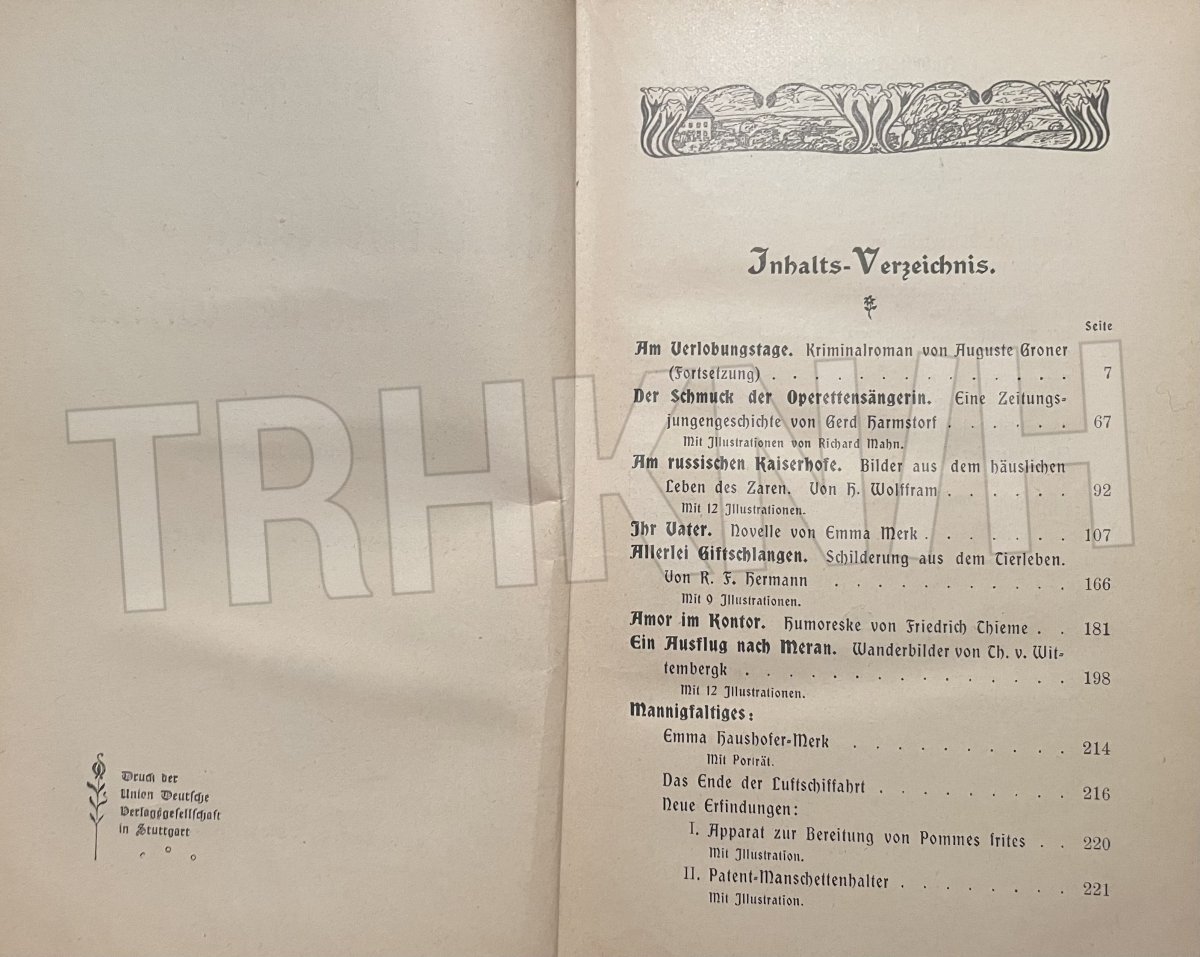 Druck der
Union Deutsche
Verlagsgesellschaft
in Stuttgart
Inhalts-Verzeichnis.
Seite
Am Verlobungstage. Kriminalroman von Auguste Groner
(Fortsetzung) . . . . . . . . . . . . . . 7
Der Schmuck der Operettensängerin. Eine Zeitungs-
jungengeschichte von Gerd Harmstorf . . . . . . 67
Mit Illustrationen von Richard Mahn.
Am russischen Kaiserhofe. Bilder aus dem häuslichen
Leben des Zaren. Von H. Wolffram . . . . . . 92
Mit 12 Illustrationen.
Ihr Vater. Novelle von Emma Merk . . . . . . . 107
Allerlei Giftschlangen. Schilderung aus dem Tierleben.
Von R. F. Hermann . . . . . . . . . . . 166
Mit 9 Illustrationen.
Amor im Kontor. Humoreske von Friedrich Thieme . . 181
Ein Ausflug nach Meran. Wanderbilder von Th. v. Wit-
tembergk . . . . . . . . . . . . . . . 198
Mit 12 Illustrationen.
Mannigfaltiges:
Emma Haushofer-Merk . . . . . . . . . . 214
Mit Porträt.
Das Ende der Luftschiffahrt . . . . . . . . . 216
Neue Erfindungen:
I. Apparat zur Bereitung von Pommes frites . . 220
Mit Illustration.
II. Patent-Manschettenhalter . . . . . . . . 221
Mit Illustration.
TRHKNVH